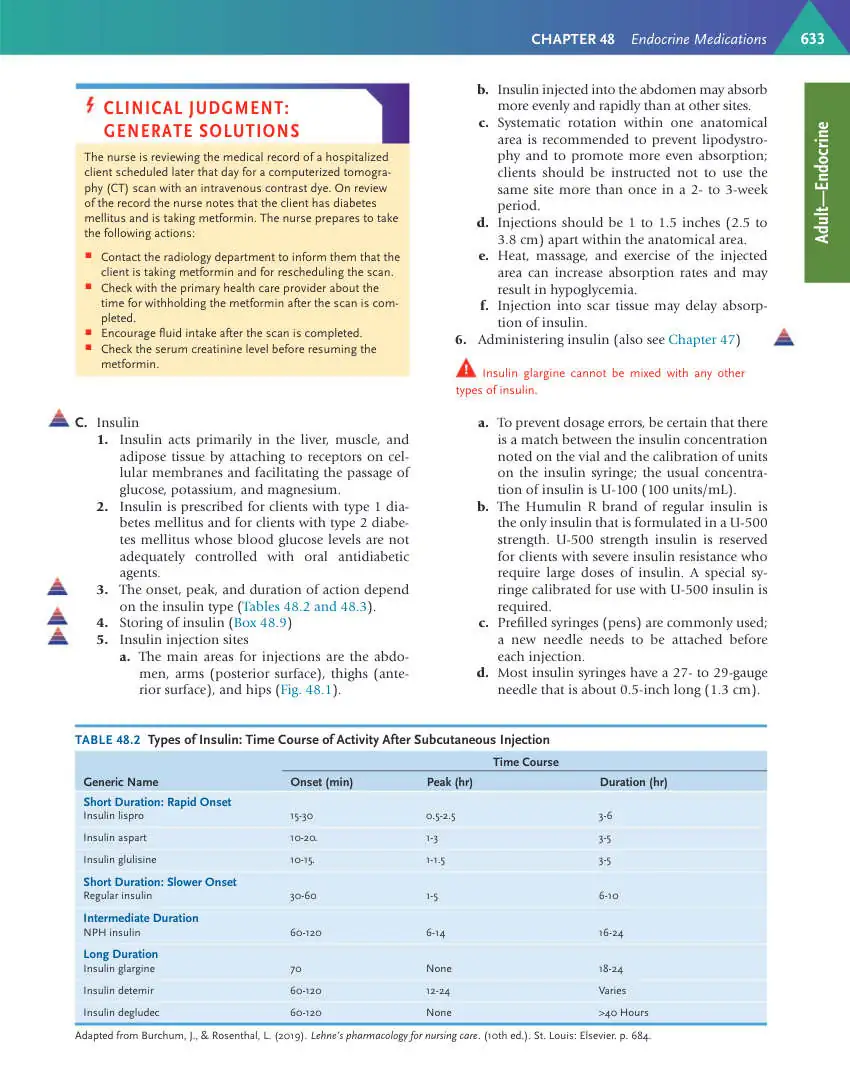 CHAPTER 48 Endocrine Medications 633
Adult—Endocrine
CLINICAL JUDGMENT:
GENERATE SOLUTIONS
The nurse is reviewing the medical record of a hospitalized
client scheduled later that day for a computerized tomogra-
phy (CT) scan with an intravenous contrast dye. On review
of the record the nurse notes that the client has diabetes
mellitus and is taking metformin. The nurse prepares to take
the following actions:
■ Contact the radiology department to inform them that the
client is taking metformin and for rescheduling the scan.
■ Check with the primary health care provider about the
time for withholding the metformin after the scan is com-
pleted.
■ Encourage fluid intake after the scan is completed.
■ Check the serum creatinine level before resuming the
metformin.
C. Insulin
1. Insulin acts primarily in the liver, muscle, and
adipose tissue by attaching to receptors on cel-
lular membranes and facilitating the passage of
glucose, potassium, and magnesium.
2. Insulin is prescribed for clients with type 1 dia-
betes mellitus and for clients with type 2 diabe-
tes mellitus whose blood glucose levels are not
adequately controlled with oral antidiabetic
agents.
3. The onset, peak, and duration of action depend
on the insulin type (Tables 48.2 and 48.3).
4. Storing of insulin (Box 48.9)
5. Insulin injection sites
a. The main areas for injections are the abdo-
men, arms (posterior surface), thighs (ante-
rior surface), and hips (Fig. 48.1).
b. Insulin injected into the abdomen may absorb
more evenly and rapidly than at other sites.
c. Systematic rotation within one anatomical
area is recommended to prevent lipodystro-
phy and to promote more even absorption;
clients should be instructed not to use the
same site more than once in a 2- to 3-week
period.
d. Injections should be 1 to 1.5 inches (2.5 to
3.8 cm) apart within the anatomical area.
e. Heat, massage, and exercise of the injected
area can increase absorption rates and may
result in hypoglycemia.
f. Injection into scar tissue may delay absorp-
tion of insulin.
6. Administering insulin (also see Chapter 47)
Insulin glargine cannot be mixed with any other
types of insulin.
a. To prevent dosage errors, be certain that there
is a match between the insulin concentration
noted on the vial and the calibration of units
on the insulin syringe; the usual concentra-
tion of insulin is U-100 (100 units/mL).
b. The Humulin R brand of regular insulin is
the only insulin that is formulated in a U-500
strength. U-500 strength insulin is reserved
for clients with severe insulin resistance who
require large doses of insulin. A special sy-
ringe calibrated for use with U-500 insulin is
required.
c. Prefilled syringes (pens) are commonly used;
a new needle needs to be attached before
each injection.
d. Most insulin syringes have a 27- to 29-gauge
needle that is about 0.5-inch long (1.3 cm).
TABLE 48.2 Types of Insulin: Time Course of Activity After Subcutaneous Injection
Time Course
Generic Name Onset (min) Peak (hr) Duration (hr)
Short Duration: Rapid Onset
Insulin lispro 15-30 0.5-2.5 3-6
Insulin aspart 10-20. 1-3 3-5
Insulin glulisine 10-15. 1-1.5 3-5
Short Duration: Slower Onset
Regular insulin 30-60 1-5 6-10
Intermediate Duration
NPH insulin 60-120 6-14 16-24
Long Duration
Insulin glargine 70 None 18-24
Insulin detemir 60-120 12-24 Varies
Insulin degludec 60-120 None >40 Hours
Adapted from Burchum, J., & Rosenthal, L. (2019). Lehne's pharmacology for nursing care. (10th ed.). St. Louis: Elsevier. p. 684.